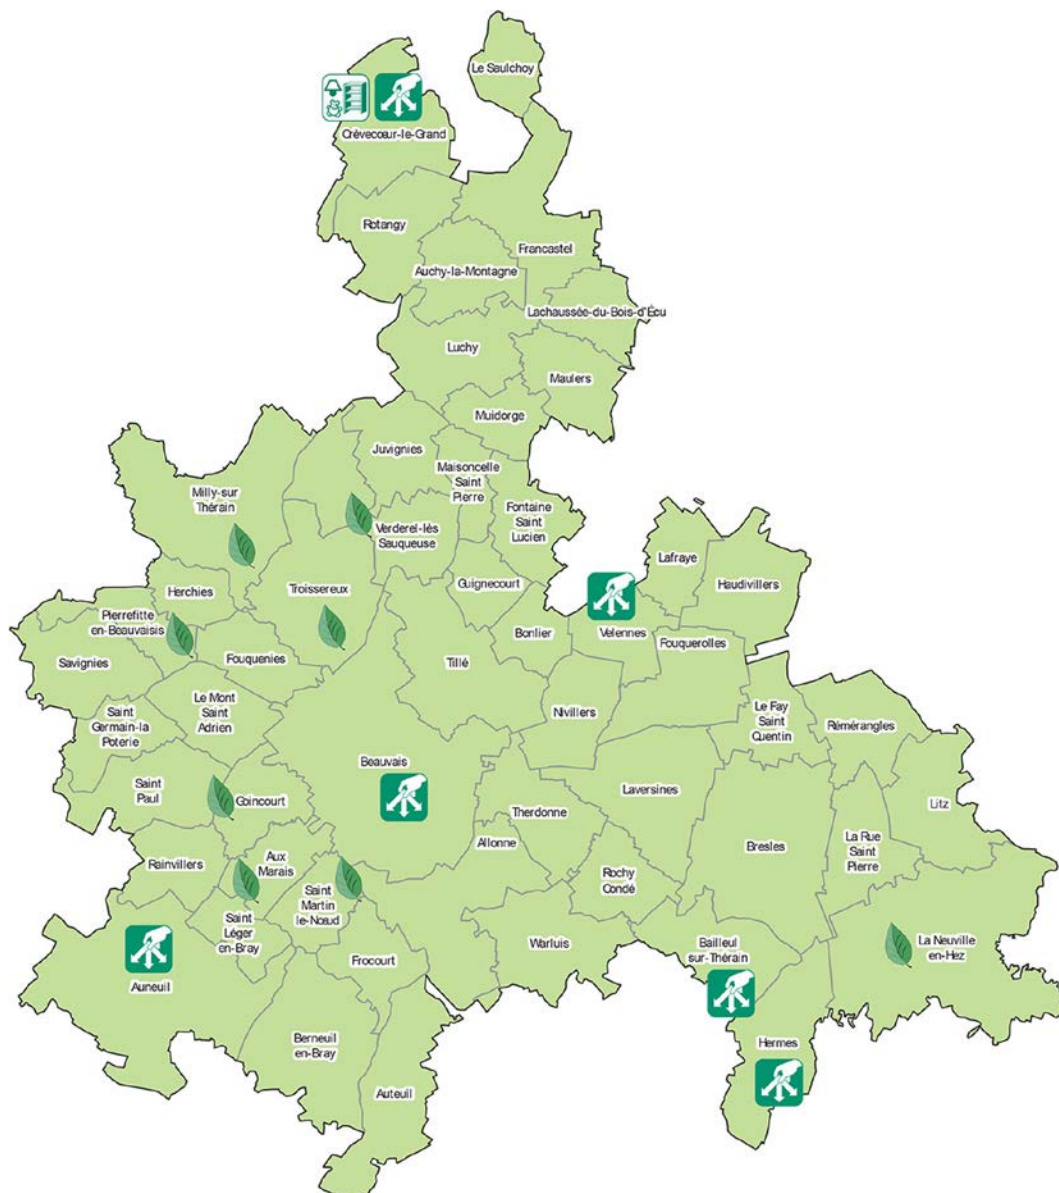 Le Saulchoy
Crèvecœur-le-Grand
Rotangy
Francastel
Auchy-la-Montagne
Lachaussée-du-Bois-d'Écu
Luchy
Maulers
Muidorge
Juvignies
Maisoncelle
Saint
Pierre
Milly-sur
Thérain
Fontaine
Saint
Lucien
Verderel-lès
Sauqueuse
Lafraye
Haudivillers
Guignecourt
Herchies
Troissereux
Pierrefitte
en-Beauvaisis
Bonlier
Velennes
Fouquerolles
Savignies
Fouquenies
Tillé
Le Mont
Saint
Adrien
Saint
Germain-la
Poterie
Nivillers
Le Fay
Saint
Quentin
Rémérangles
Beauvais
Saint
Paul
Goincourt
Laversines
Litz
Therdonne
Allonne
Bresles
La Rue
Saint
Pierre
Rainvillers
Aux
Marais
Rochy
Condé
Saint
Martin
le-Nœud
Saint
Léger
en-Bray
Warluis
Bailleul
sur-Thérain
La Neuville
en-Hez
Frocourt
Auneuil
Berneuil
en-Bray
Hermes
Auteuil